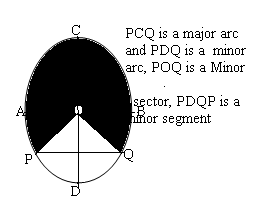 C
PCQ is a major arc
and PDQ is a minor
arc, POQ is a Minor
.
sector, PDQP is a
minor segment
A
B
P
Q
D